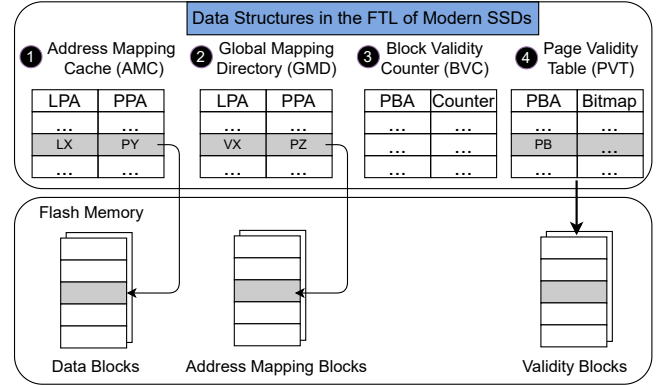 Data Structures in the FTL of Modern SSDs
1 Address Mapping
Cache (AMC)
2 Global Mapping
Directory (GMD)
3 Block Validity
Counter (BVC)
4 Page Validity
Table (PVT)
LPA PPA
... ...
LX PY
... ...
LPA PPA
... ...
VX PZ
... ...
PBA Counter
... ...
... ...
PBA Bitmap
... ...
PB ...
... ...
Flash Memory
Data Blocks
Address Mapping Blocks
Validity Blocks